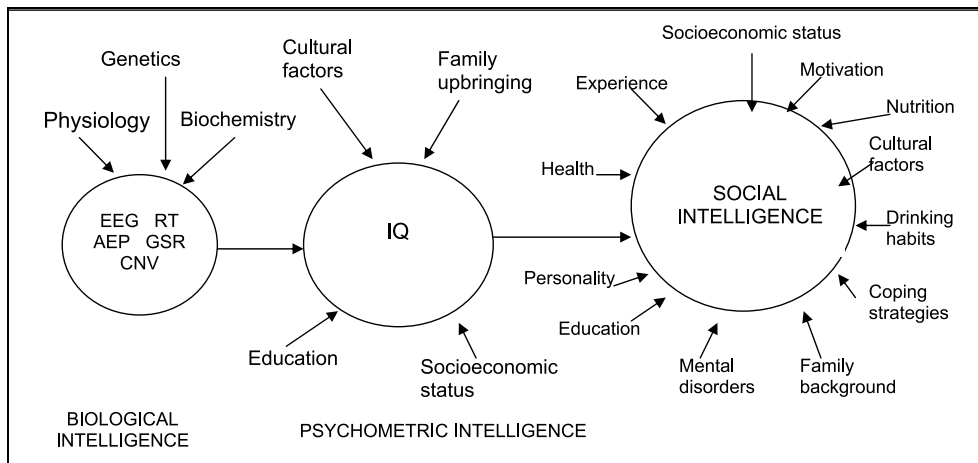 Socioeconomic status
Genetics
Cultural
factors
Family
upbringing
Motivation
Experience
Nutrition
Physiology
Biochemistry
Health
Cultural
factors
EEG RT
AEP GSR
CNV
IQ
SOCIAL
INTELLIGENCE
Drinking
habits
Personality
Coping
strategies
Education
Education
Socioeconomic
status
Mental
disorders
Family
background
BIOLOGICAL
INTELLIGENCE
PSYCHOMETRIC INTELLIGENCE